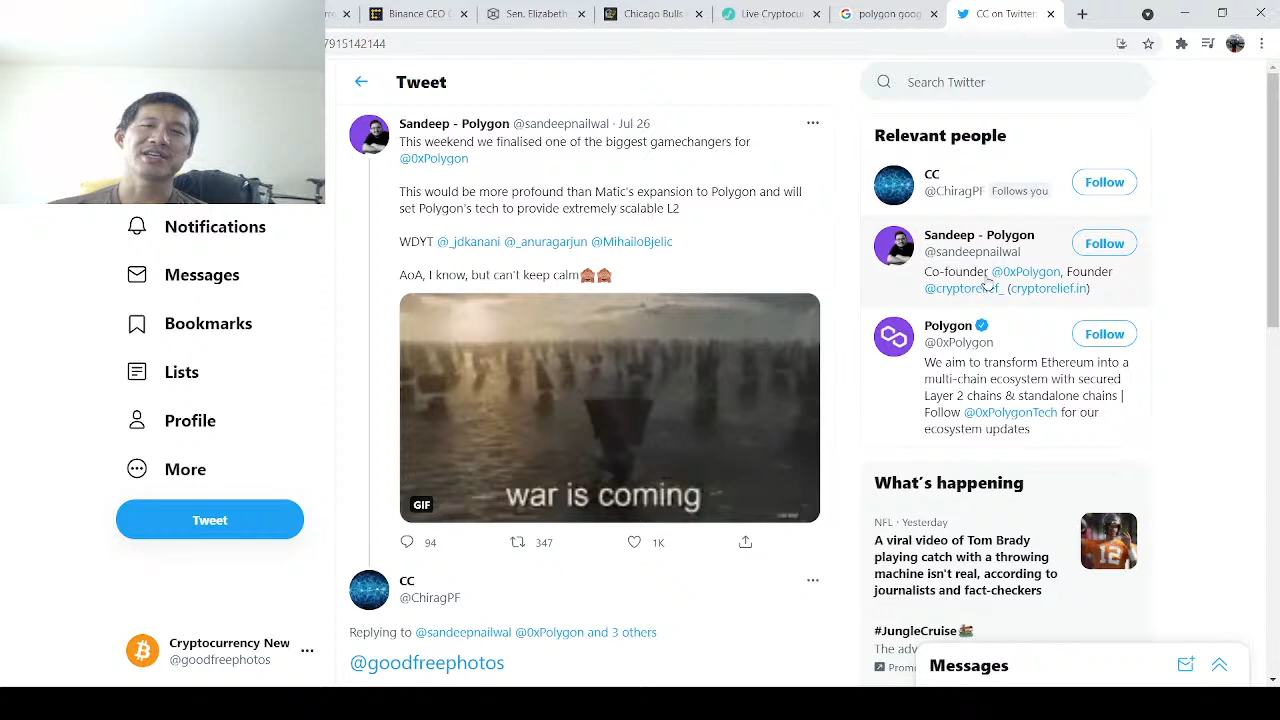 Binance CEO (
Sen. Elizabeth
Chicago Bulls
Live Cryptocu
polygon goog
CC on Twitter:
7915142144
Tweet
Search Twitter
Sandeep - Polygon @sandeepnailwal · Jul 26
This weekend we finalised one of the biggest gamechangers for
@0xPolygon
This would be more profound than Matic's expansion to Polygon and will
set Polygon's tech to provide extremely scalable L2
WDYT @_jdkanani @_anuragarjun @MihailoBjelic
AoA, I know, but can't keep calm🙈🙈
war is coming
GIF
94
347
1K
CC
@ChiragPF
Replying to @sandeepnailwal @0xPolygon and 3 others
@goodfreephotos
Notifications
Messages
Bookmarks
Lists
Profile
More
Tweet
Cryptocurrency New
@goodfreephotos
Relevant people
CC
@ChiragPF Follows you
Follow
Sandeep - Polygon
@sandeepnailwal
Follow
Co-founder @0xPolygon, Founder
@cryptorelief_ (cryptorelief.in)
Polygon
@0xPolygon
Follow
We aim to transform Ethereum into a
multi-chain ecosystem with secured
Layer 2 chains & standalone chains |
Follow @0xPolygonTech for our
ecosystem updates
What's happening
NFL · Yesterday
A viral video of Tom Brady
playing catch with a throwing
machine isn't real, according to
journalists and fact-checkers
12
#JungleCruise
The adv
Promo
Messages